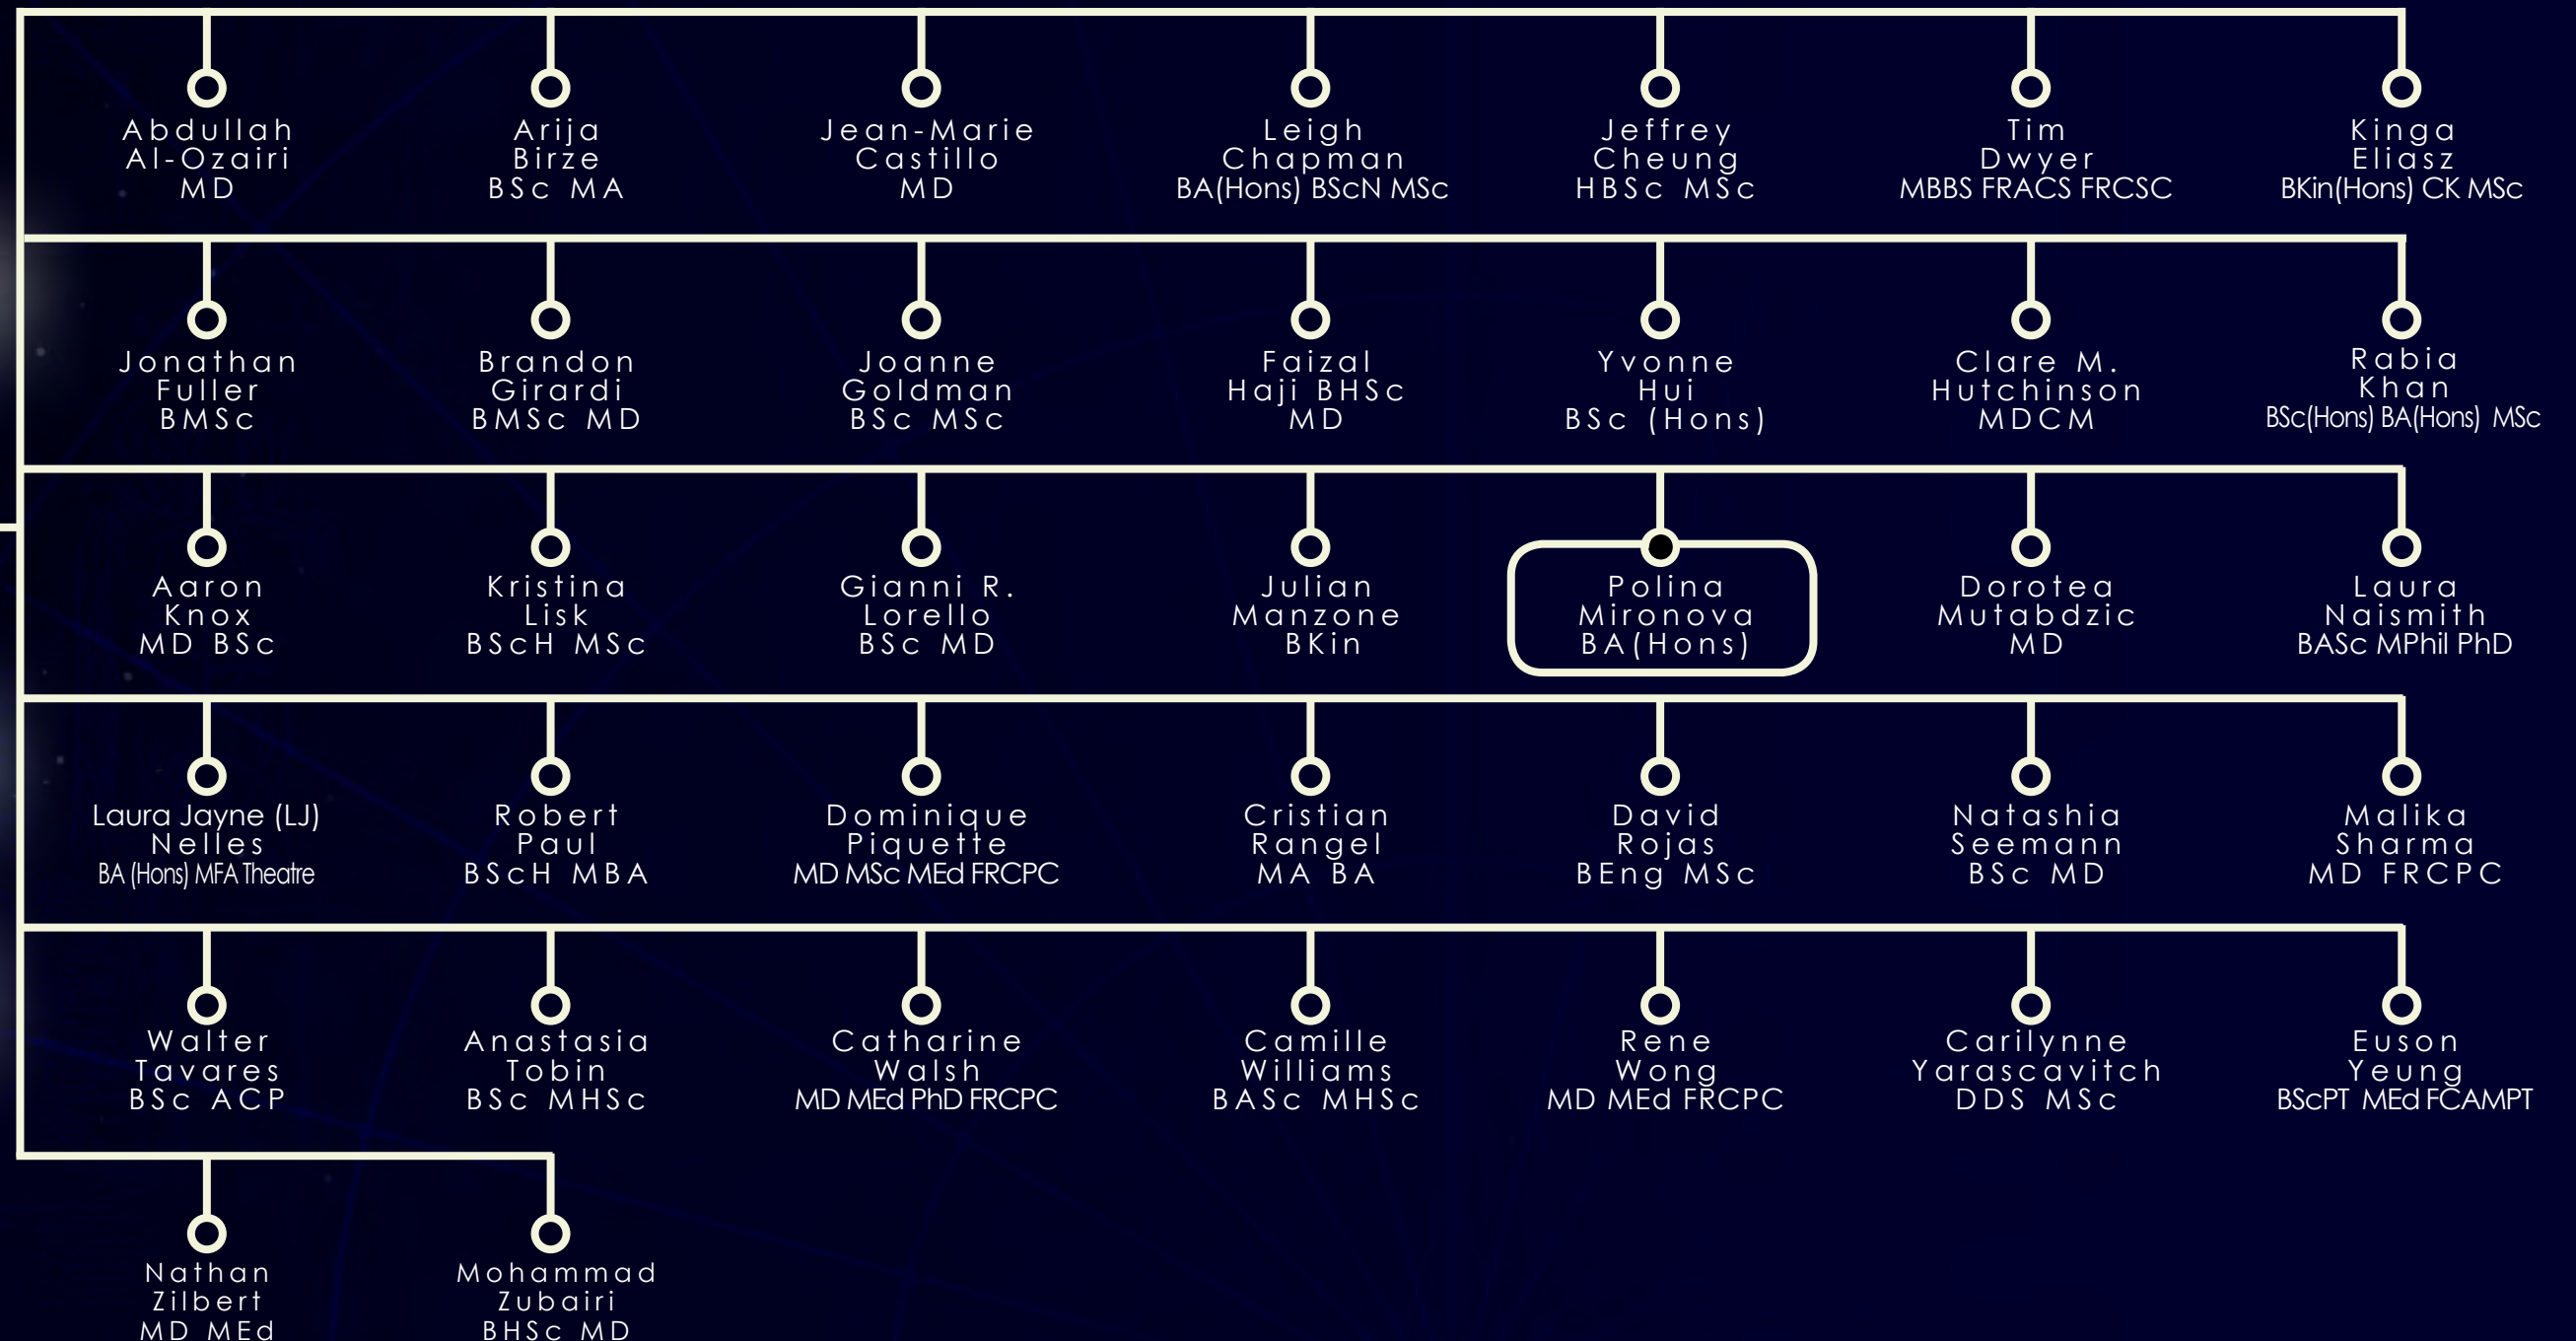 Abdullah
Al-Ozairi
MD
Arija
Birze
BSc MA
Jean-Marie
Castillo
MD
Leigh
Chapman
BA(Hons) BScN MSc
Jeffrey
Cheung
HBSc MSc
Tim
Dwyer
MBBS FRACS FRCSC
Kinga
Eliasz
BKin(Hons) CK MSc
Jonathan
Fuller
BMSc
Brandon
Girardi
BMSc MD
Joanne
Goldman
BSc MSc
Faizal
Haji BHSc
MD
Yvonne
Hui
BSc (Hons)
Clare M.
Hutchinson
MDCM
Rabia
Khan
BSc(Hons) BA(Hons) MSc
Aaron
Knox
MD BSc
Kristina
Lisk
BScH MSc
Gianni R.
Lorello
BSc MD
Julian
Manzone
BKin
Polina
Mironova
BA(Hons)
Dorotea
Mutabdzic
MD
Laura
Naismith
BASc MPhil PhD
Laura Jayne (LJ)
Nelles
BA (Hons) MFA Theatre
Robert
Paul
BScH MBA
Dominique
Piquette
MD MSc MEd FRCPC
Cristian
Rangel
MA BA
David
Rojas
BEng MSc
Natashia
Seemann
BSc MD
Malika
Sharma
MD FRCPC
Walter
Tavares
BSc ACP
Anastasia
Tobin
BSc MHSc
Catharine
Walsh
MD MEd PhD FRCPC
Camille
Williams
BASc MHSc
Rene
Wong
MD MEd FRCPC
Carilynne
Yarascavitch
DDS MSc
Euson
Yeung
BScPT MEd FCAMPT
Nathan
Zilbert
MD MEd
Mohammad
Zubairi
BHSc MD